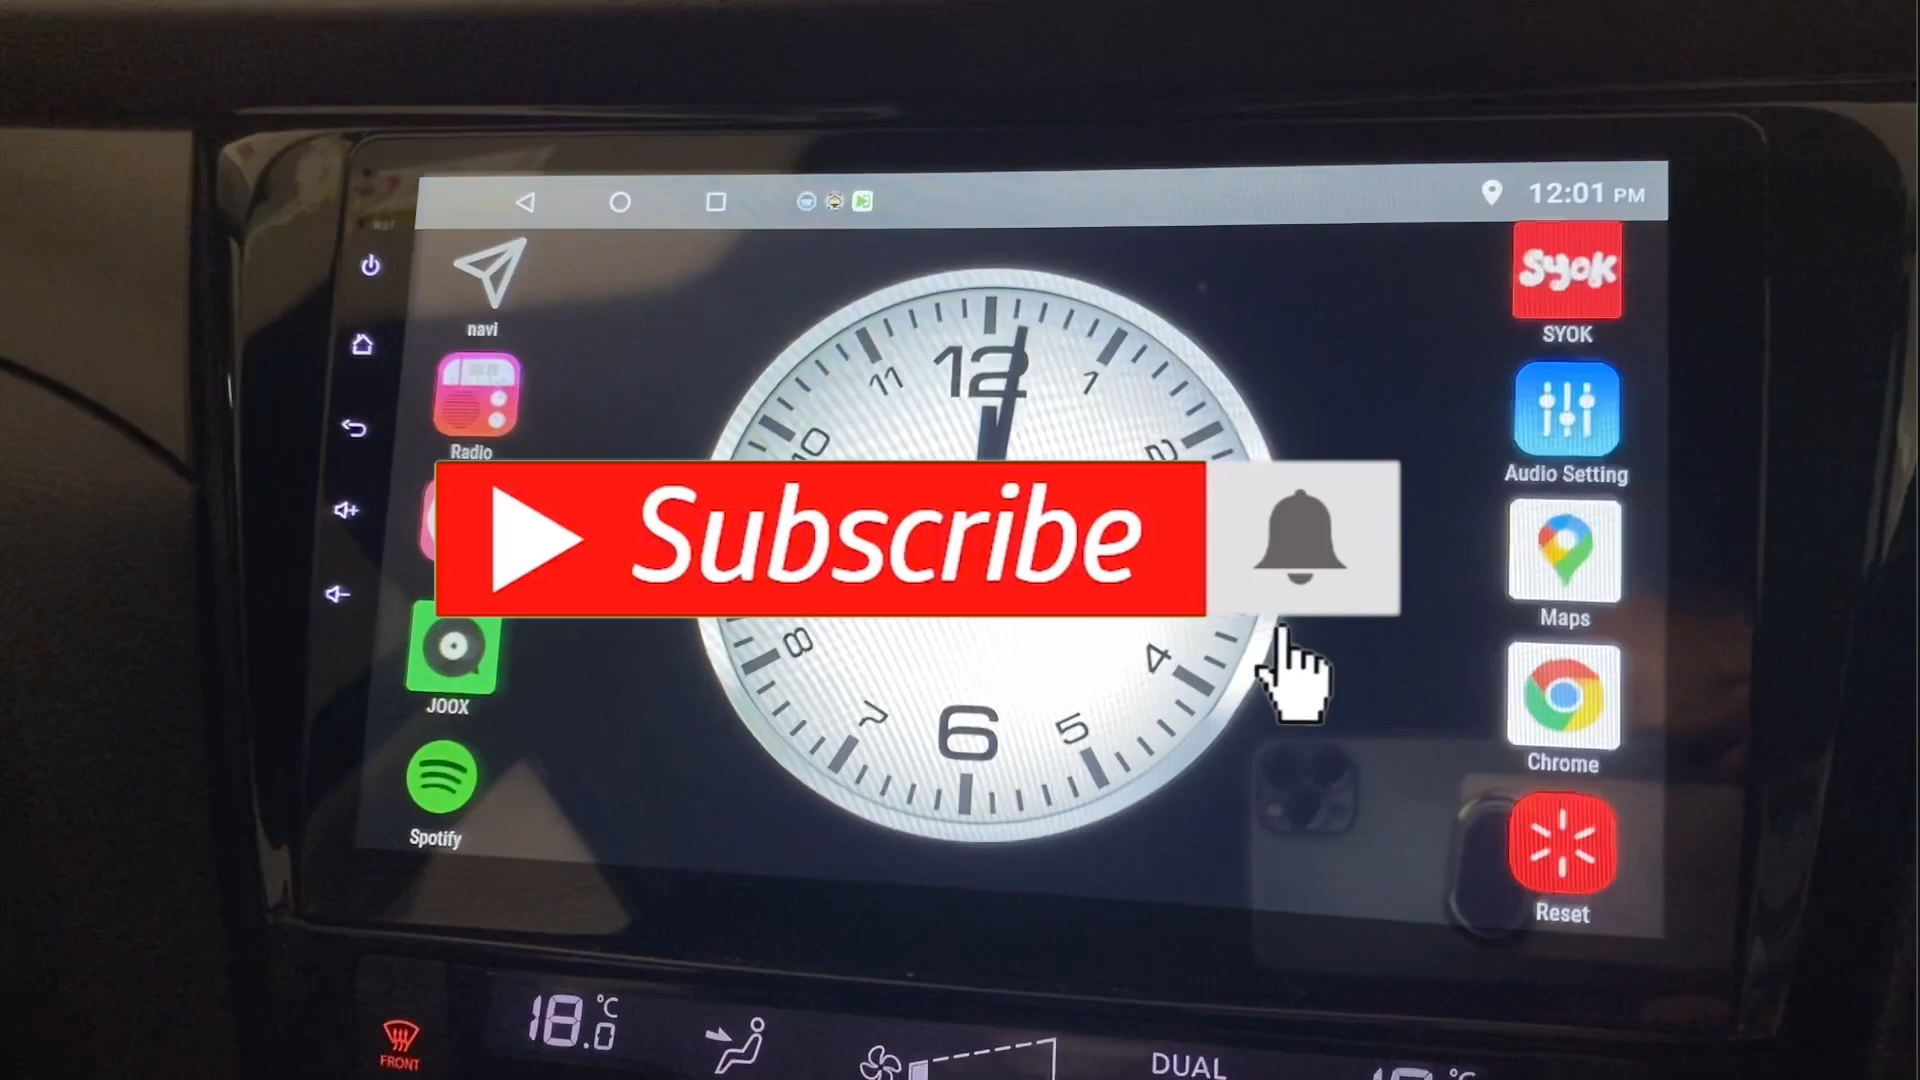 12:01 PM
RST
navi
SYOK
SYOK
12
11
1
10
2
Radio
Audio Setting
Subscribe
Maps
8
4
7
5
6
JOOX
Chrome
Spotify
Reset
18.0 °C
FRONT
DUAL
°C